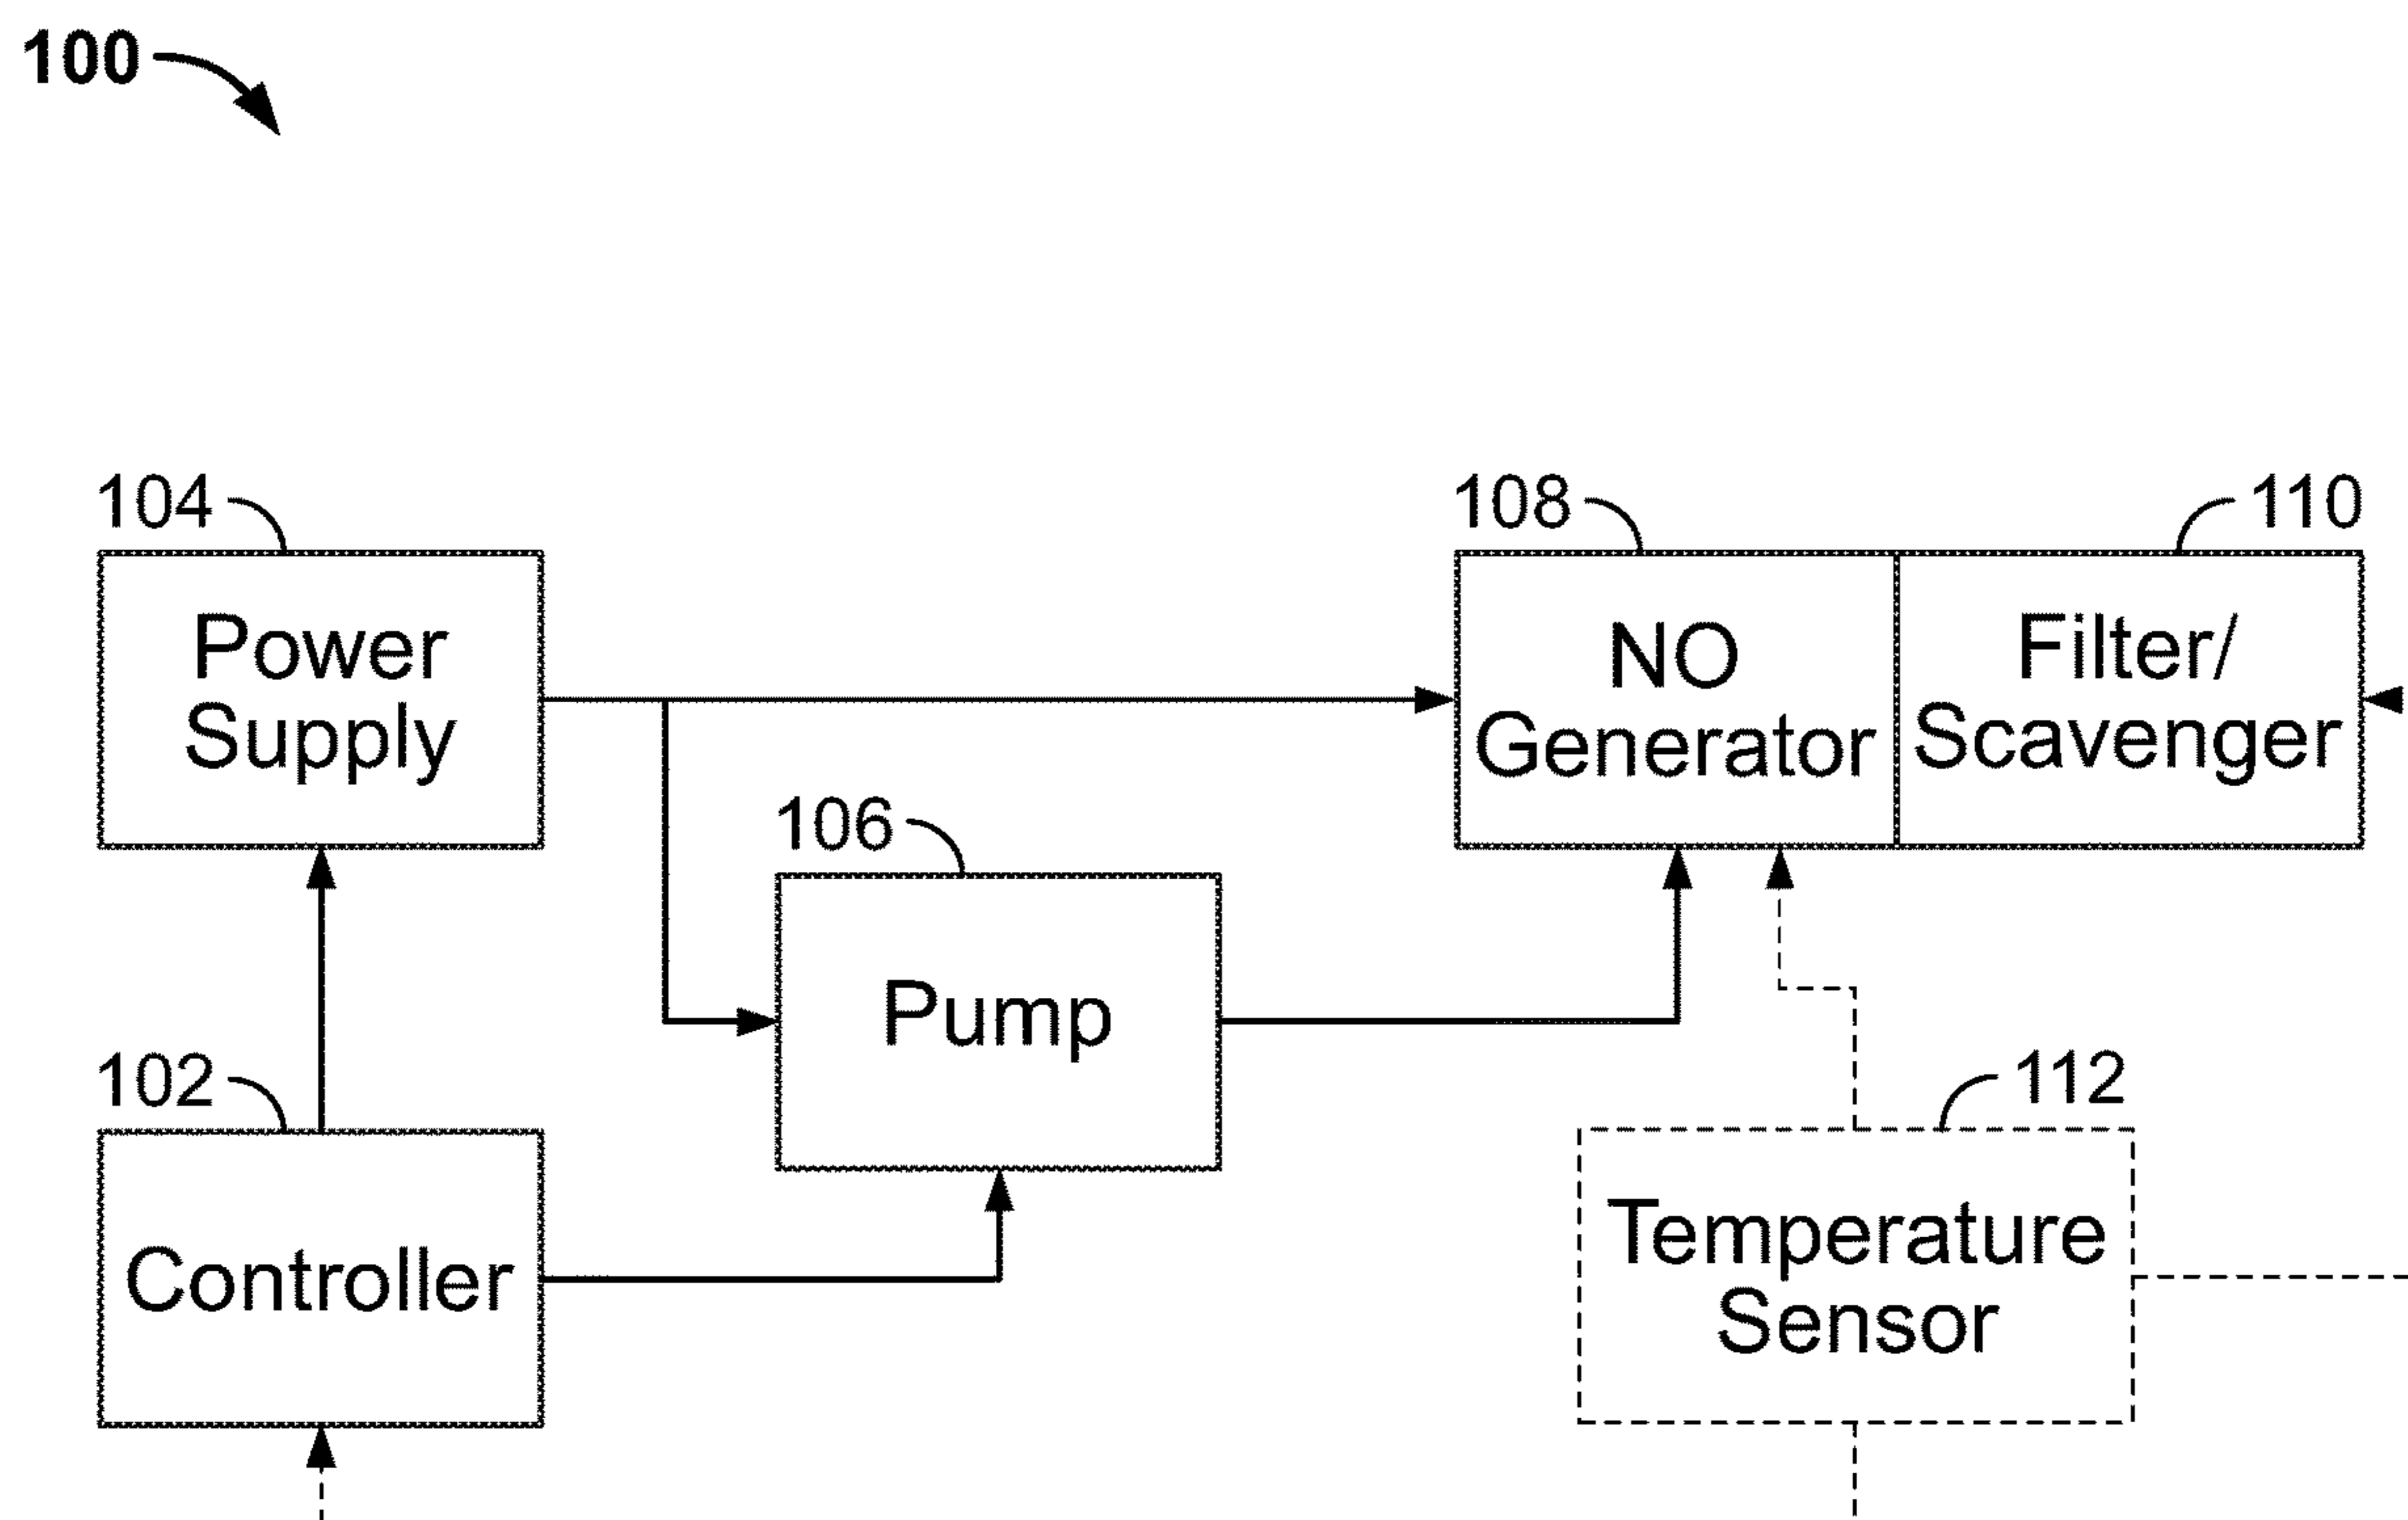 100
104
Power
Supply
108
NO
Generator
110
Filter/
Scavenger
106
Pump
102
Controller
112
Temperature
Sensor